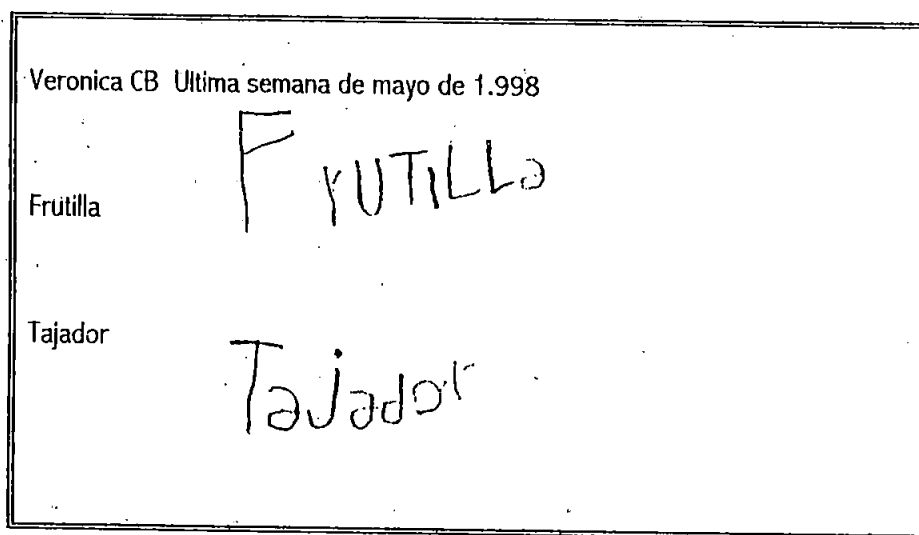 Veronica CB Ultima semana de mayo de 1.998
FrUTiLLa
Frutilla
Tajador
Tajador